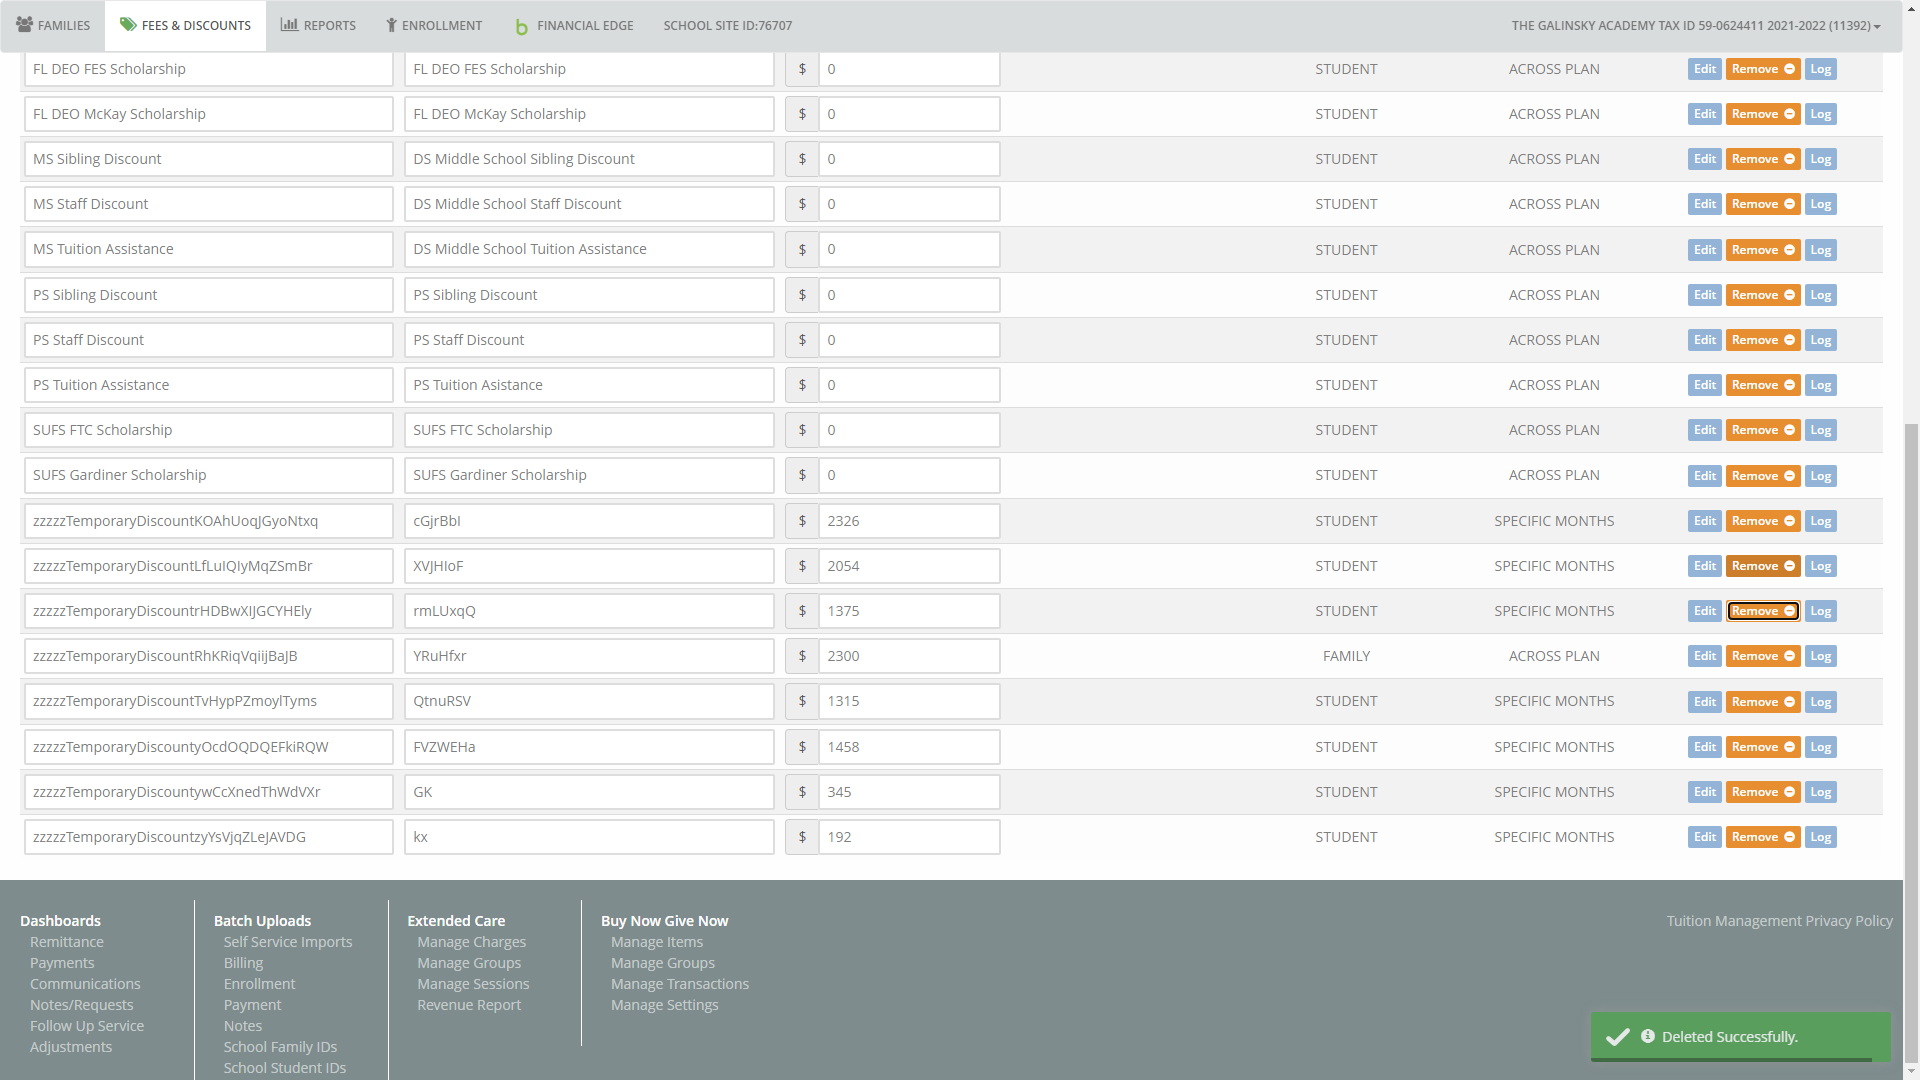 FAMILIES FEES & DISCOUNTS REPORTS ENROLLMENT FINANCIAL EDGE SCHOOL SITE ID:76707 THE GALINSKY ACADEMY TAX ID 59-0624411 2021-2022 (11392)
FL DEO FES Scholarship FL DEO FES Scholarship $ 0 STUDENT ACROSS PLAN Edit Remove Log
FL DEO McKay Scholarship FL DEO McKay Scholarship $ 0 STUDENT ACROSS PLAN Edit Remove Log
MS Sibling Discount DS Middle School Sibling Discount $ 0 STUDENT ACROSS PLAN Edit Remove Log
MS Staff Discount DS Middle School Staff Discount $ 0 STUDENT ACROSS PLAN Edit Remove Log
MS Tuition Assistance DS Middle School Tuition Assistance $ 0 STUDENT ACROSS PLAN Edit Remove Log
PS Sibling Discount PS Sibling Discount $ 0 STUDENT ACROSS PLAN Edit Remove Log
PS Staff Discount PS Staff Discount $ 0 STUDENT ACROSS PLAN Edit Remove Log
PS Tuition Assistance PS Tuition Asistance $ 0 STUDENT ACROSS PLAN Edit Remove Log
SUFS FTC Scholarship SUFS FTC Scholarship $ 0 STUDENT ACROSS PLAN Edit Remove Log
SUFS Gardiner Scholarship SUFS Gardiner Scholarship $ 0 STUDENT ACROSS PLAN Edit Remove Log
zzzzzTemporaryDiscountKOAhUoqJGyoNtxq cGJrBbI $ 2326 STUDENT SPECIFIC MONTHS Edit Remove Log
zzzzzTemporaryDiscountLfLuIQIyMqZSmBr XVJHIoF $ 2054 STUDENT SPECIFIC MONTHS Edit Remove Log
zzzzzTemporaryDiscountrHDBwXIJGCYHEly rmLUxqQ $ 1375 STUDENT SPECIFIC MONTHS Edit Remove Log
zzzzzTemporaryDiscountRhKRiqVqiijBaJB YRuHfxr $ 2300 FAMILY ACROSS PLAN Edit Remove Log
zzzzzTemporaryDiscountTvHypPZmoylTyms QtnuRSV $ 1315 STUDENT SPECIFIC MONTHS Edit Remove Log
zzzzzTemporaryDiscountyOcdOQDQEFkiRQW FVZWEHa $ 1458 STUDENT SPECIFIC MONTHS Edit Remove Log
zzzzzTemporaryDiscountywCcXnedThWdVXr GK $ 345 STUDENT SPECIFIC MONTHS Edit Remove Log
zzzzzTemporaryDiscountzyYsVjqZLeJAVDG kx $ 192 STUDENT SPECIFIC MONTHS Edit Remove Log
Dashboards
Remittance
Payments
Communications
Notes/Requests
Follow Up Service
Adjustments
Batch Uploads
Self Service Imports
Billing
Enrollment
Payment
Notes
School Family IDs
School Student IDs
Extended Care
Manage Charges
Manage Groups
Manage Sessions
Revenue Report
Buy Now Give Now
Manage Items
Manage Groups
Manage Transactions
Manage Settings
Tuition Management Privacy Policy
Deleted Successfully.